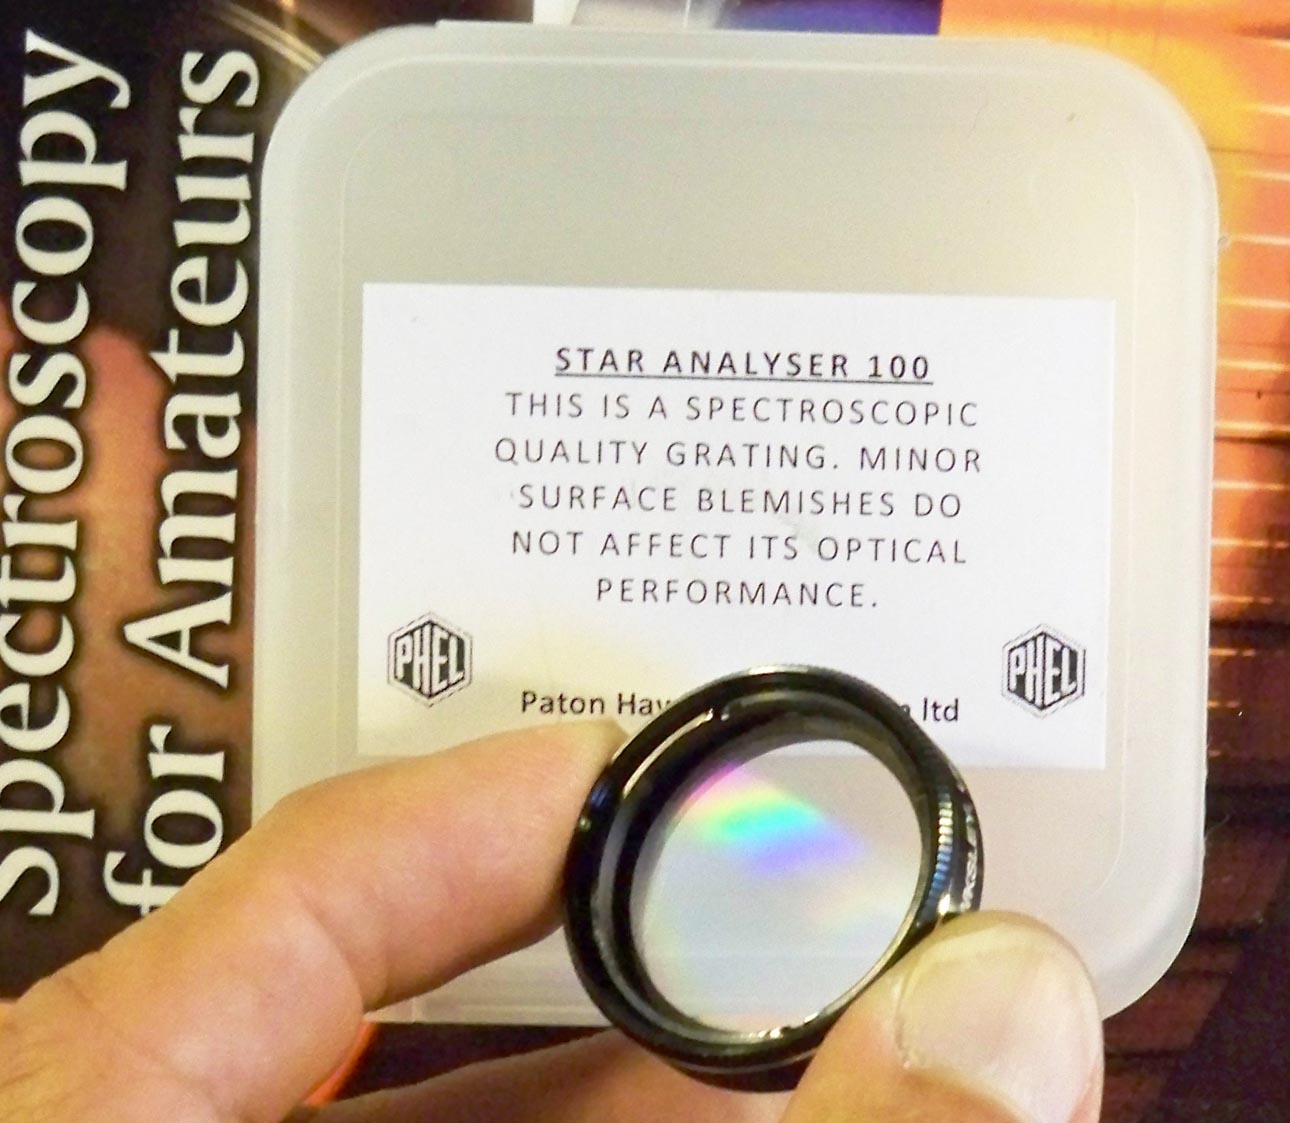 Spectroscopy
for Amateurs
STAR ANALYSER 100
THIS IS A SPECTROSCOPIC
QUALITY GRATING. MINOR
SURFACE BLEMISHES DO
NOT AFFECT ITS OPTICAL
PERFORMANCE.
PHEL PHEL
Paton ltd